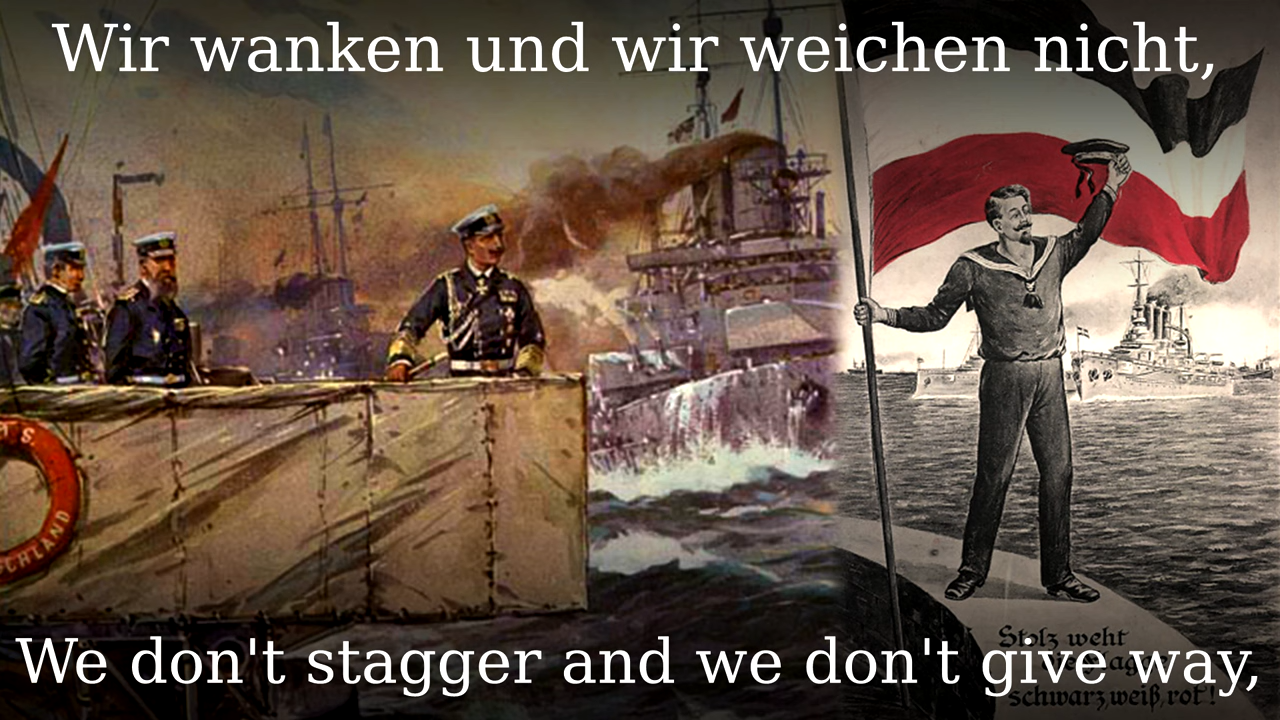 Wir wanken und wir weichen nicht,
We don't stagger and we don't give way,
Stolz weht
schwarz, weiß, rot!